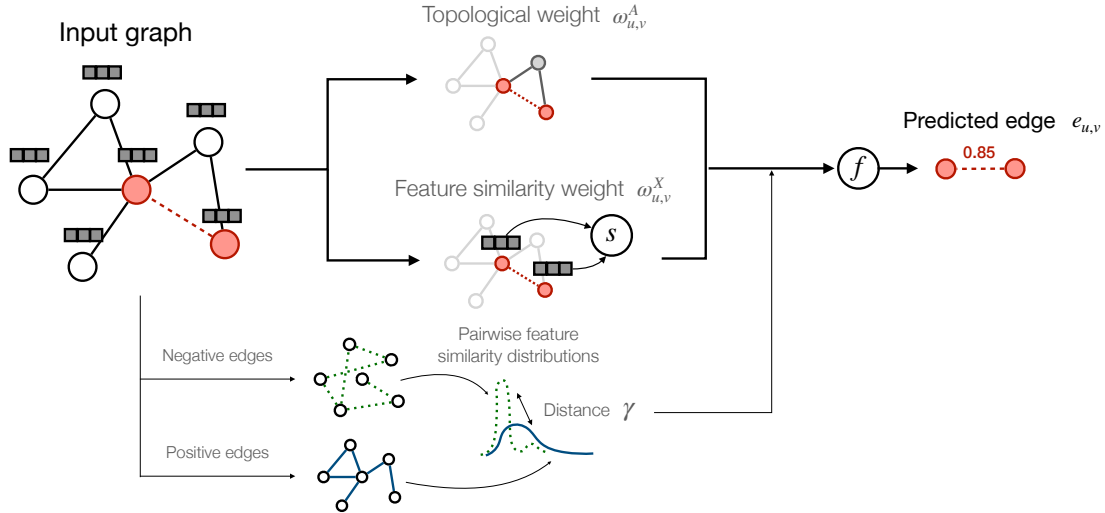 Input graph
Topological weight ω^A_{u,v}
Feature similarity weight ω^X_{u,v}
s
f
Predicted edge e_{u,v}
0.85
Negative edges
Positive edges
Pairwise feature
similarity distributions
Distance γ